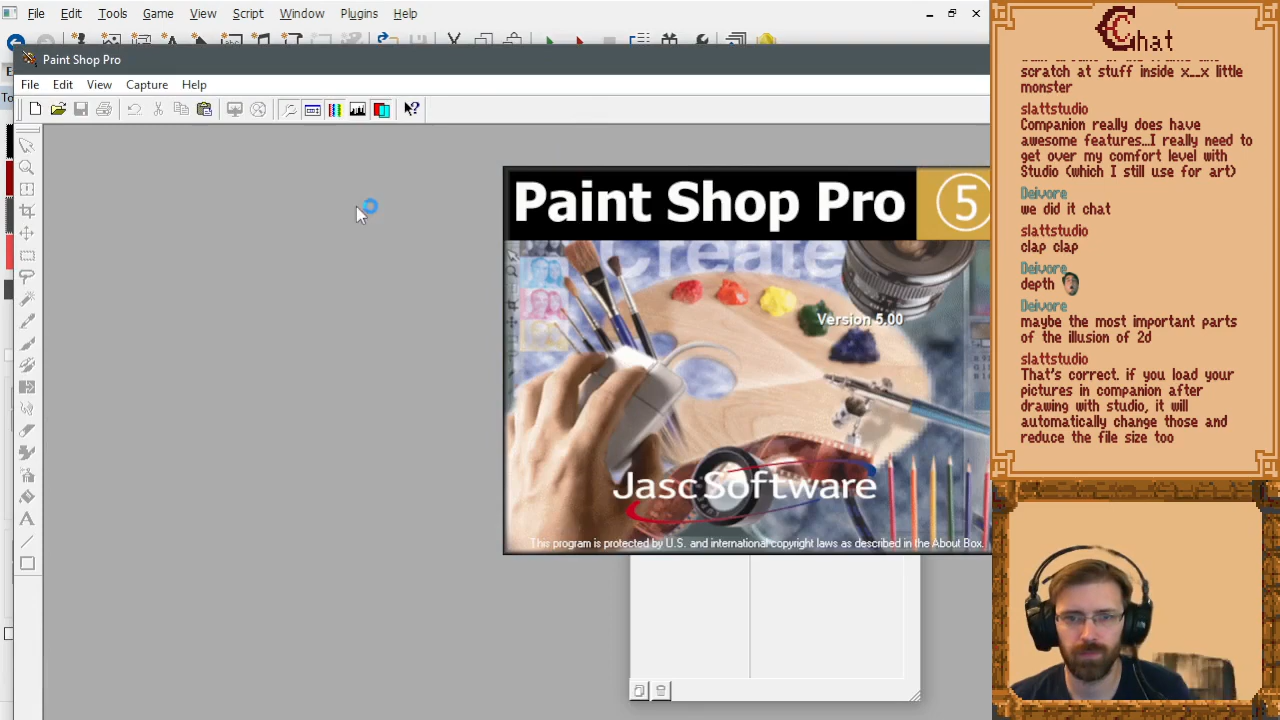 File Edit Tools Game View Script Window Plugins Help
Paint Shop Pro
File Edit View Capture Help
Paint Shop Pro 5
Create
Version 5.00
Jasc Software
This program is protected by U.S. and international copyright laws as described in the About Box.
Chat
scratch at stuff inside x__x little
monster
slattstudio
Companion really does have
awesome features...I really need to
get over my comfort level with
Studio (which I still use for art)
Deivore
we did it chat
slattstudio
clap clap
Deivore
depth
Deivore
maybe the most important parts
of the illusion of 2d
slattstudio
That's correct. if you load your
pictures in companion after
drawing with studio, it will
automatically change those and
reduce the file size too